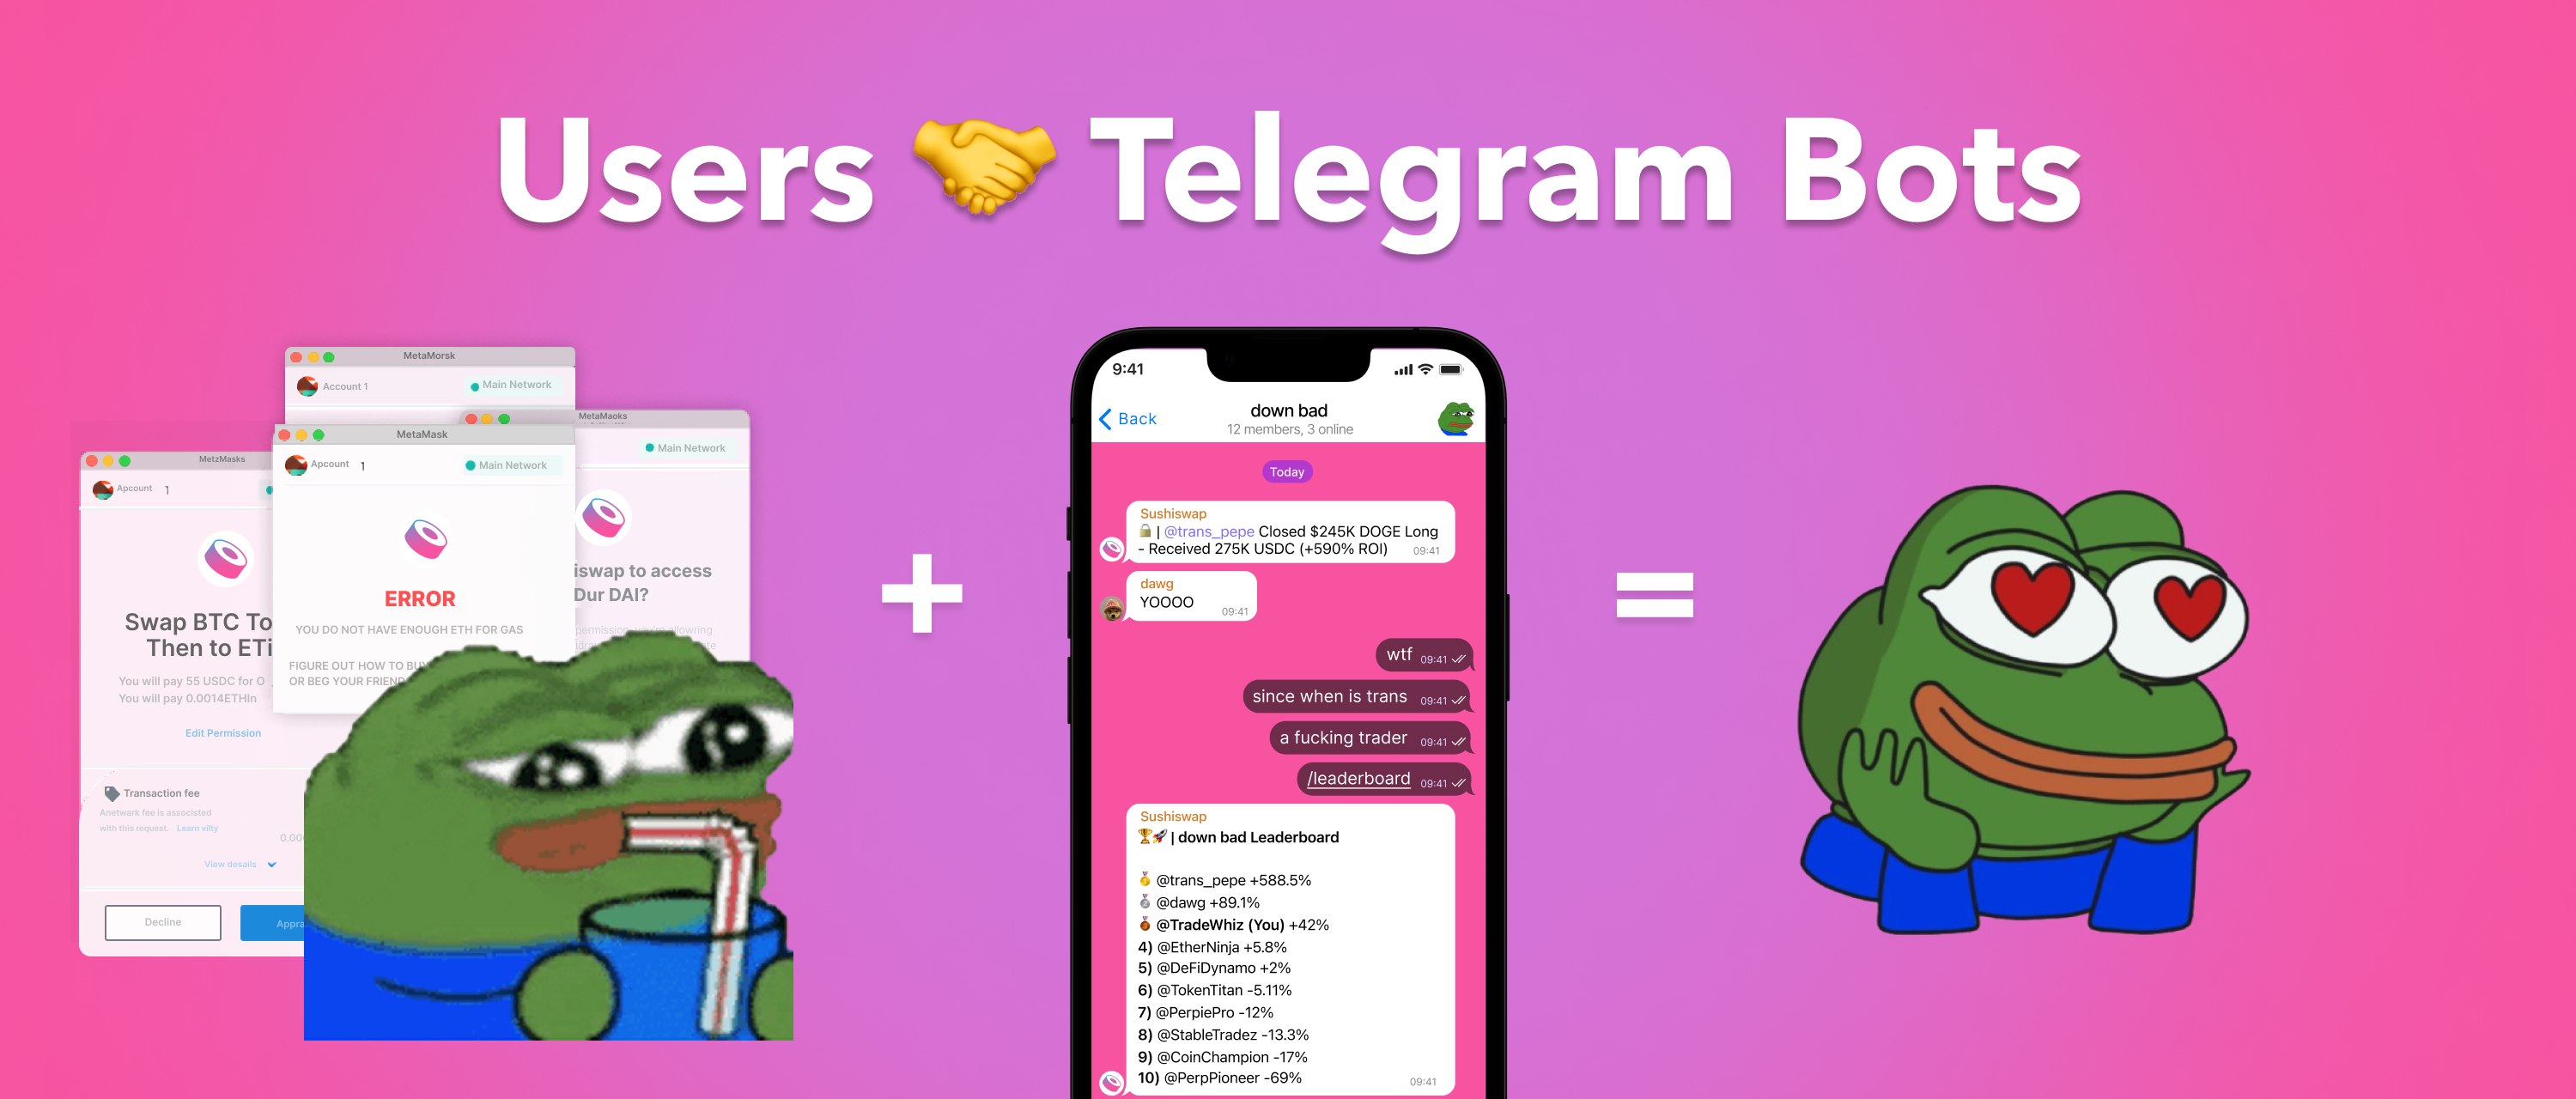 Users 🤝 Telegram Bots
MetaMorsk
Account 1
Main Network
MetaMaoks
Main Network
iswap to access
Dur DAI?
MetaMask
Apcount 1
Main Network
ERROR
YOU DO NOT HAVE ENOUGH ETH FOR GAS
FIGURE OUT HOW TO BUY
OR BEG YOUR FRIEND
MetzMasks
Apcount 1
Swap BTC To
Then to ETi
You will pay 55 USDC for O
You will pay 0.0014ETHIn
Edit Permission
Transaction fee
Anetwark fee is associsted
with this request. Learn vilty
0.00
View desails
Decline
Appra
+
9:41
Back
down bad
12 members, 3 online
Today
Sushiswap
🔒 | @trans_pepe Closed $245K DOGE Long
- Received 275K USDC (+590% ROI) 09:41
dawg
YOOOO 09:41
wtf 09:41
since when is trans 09:41
a fucking trader 09:41
/leaderboard 09:41
Sushiswap
🏆🚀 | down bad Leaderboard
🥇 @trans_pepe +588.5%
🥈 @dawg +89.1%
🥉 @TradeWhiz (You) +42%
4) @EtherNinja +5.8%
5) @DeFiDynamo +2%
6) @TokenTitan -5.11%
7) @PerpiePro -12%
8) @StableTradez -13.3%
9) @CoinChampion -17%
10) @PerpPioneer -69% 09:41
=